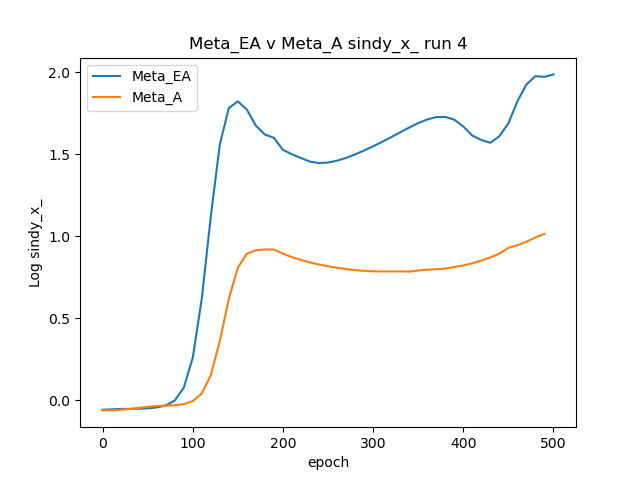 Meta_EA v Meta_A sindy_x_ run 4
Meta_EA
Meta_A
2.0
1.5
1.0
0.5
0.0
Log sindy_x_
0 100 200 300 400 500
epoch